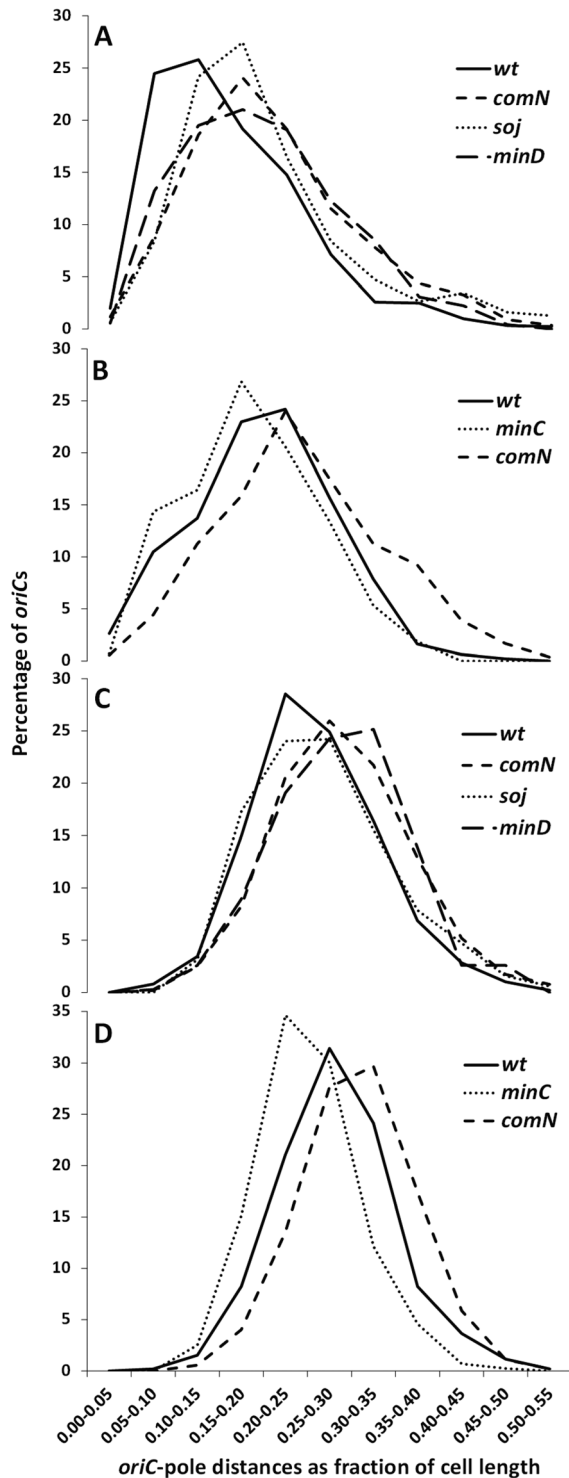 A
30
25
20
15
10
5
0
wt
comN
soj
minD
B
30
25
20
15
10
5
0
wt
minC
comN
Percentage of oriCs
C
30
25
20
15
10
5
0
wt
comN
soj
minD
D
35
30
25
20
15
10
5
0
wt
minC
comN
0.00-0.05
0.05-0.10
0.10-0.15
0.15-0.20
0.20-0.25
0.25-0.30
0.30-0.35
0.35-0.40
0.40-0.45
0.45-0.50
0.50-0.55
oriC-pole distances as fraction of cell length